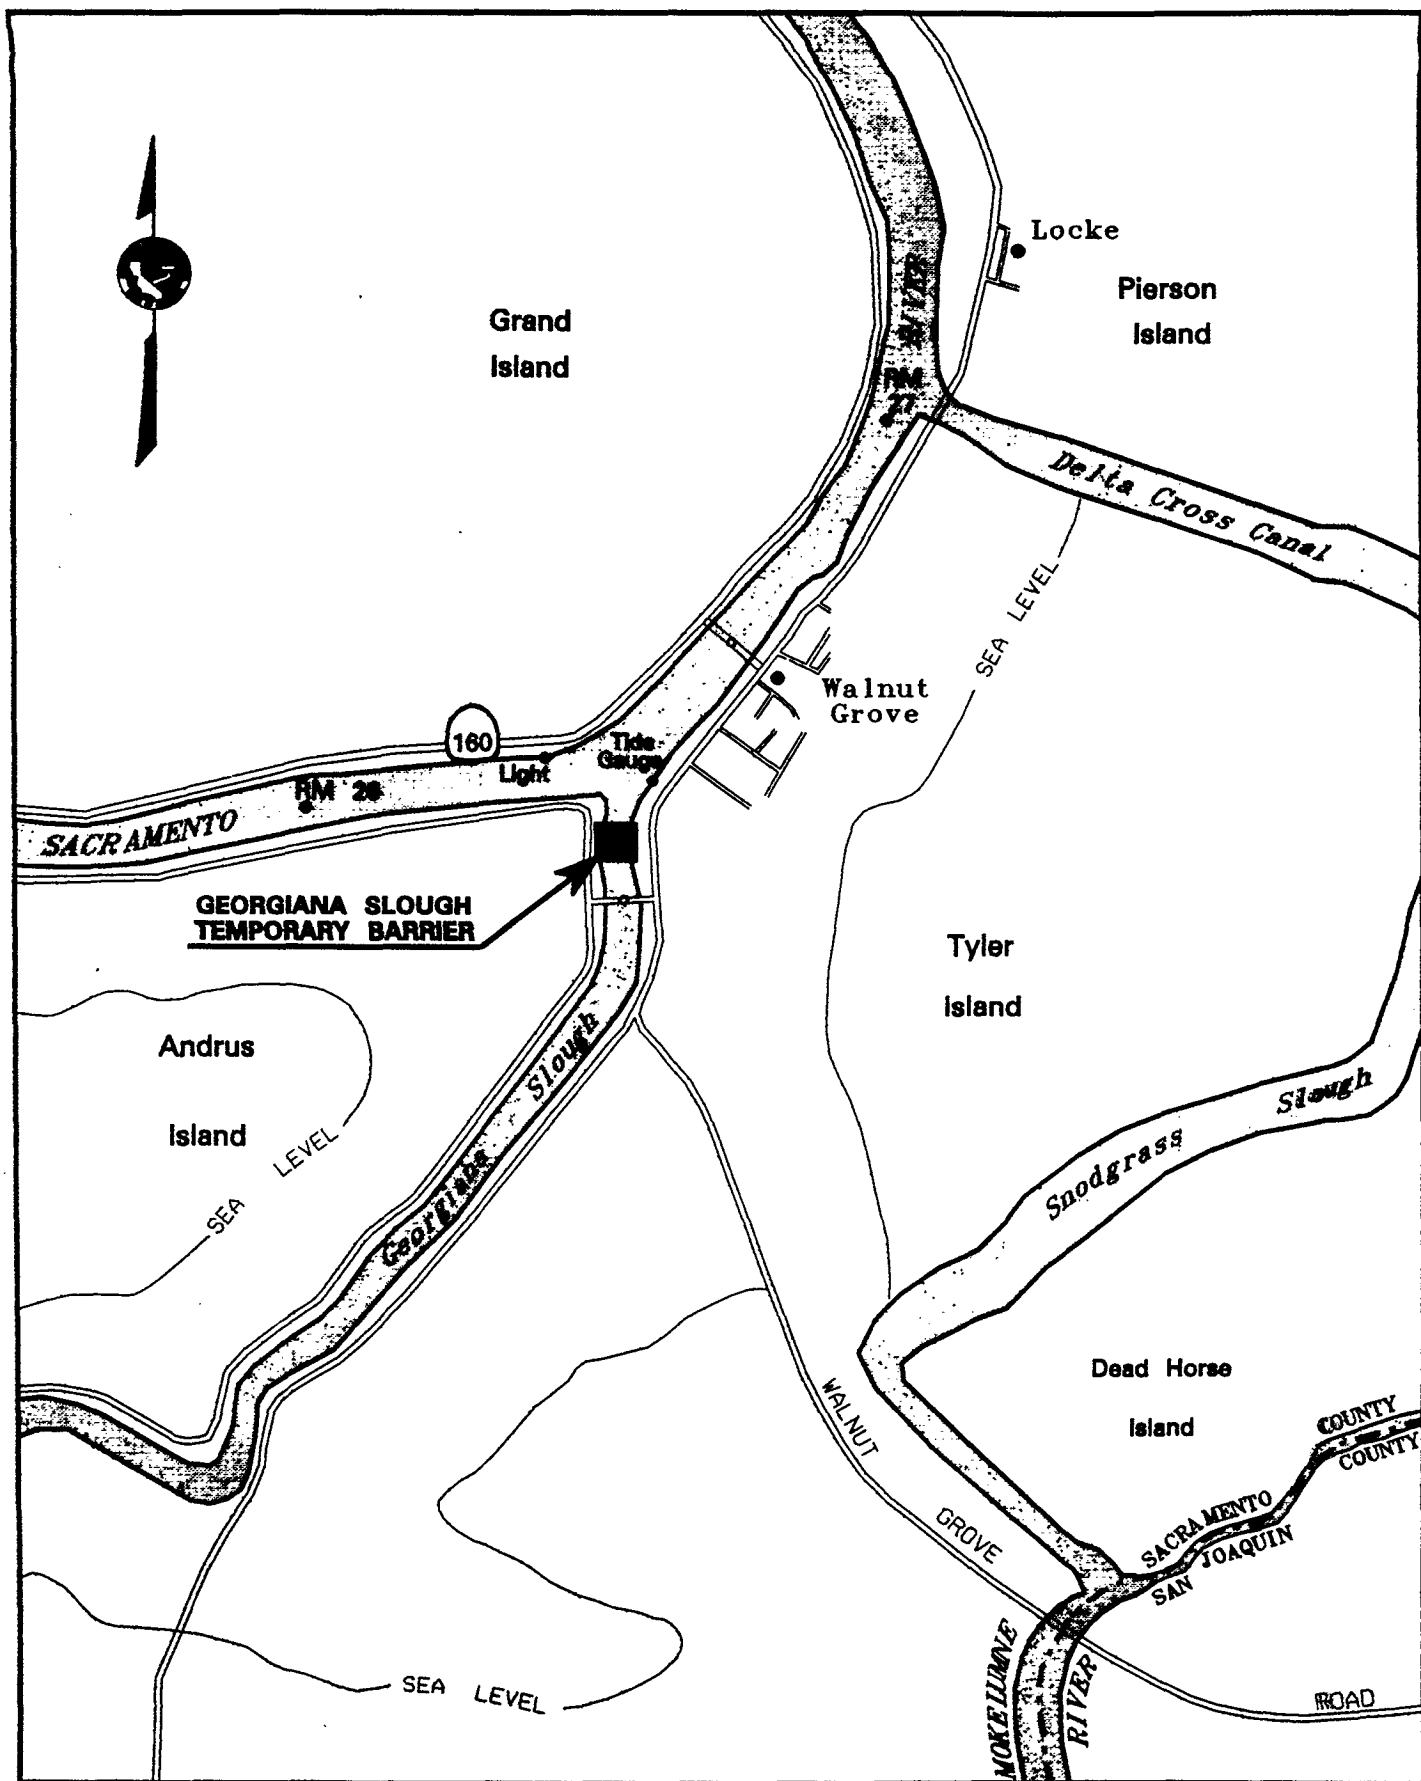 Locke
Pierson
Island
Grand
Island
RIVER
RM
27
Delta Cross Canal
SEA LEVEL
Walnut
Grove
160
Tide
Gauge
Light
RM 26
SACRAMENTO
GEORGIANA SLOUGH
TEMPORARY BARRIER
Tyler
Island
Andrus
Island
SEA LEVEL
Georgiana Slough
Snodgrass Slough
Dead Horse
Island
WALNUT GROVE ROAD
SACRAMENTO COUNTY
SAN JOAQUIN COUNTY
MOKELUMNE
RIVER
SEA LEVEL